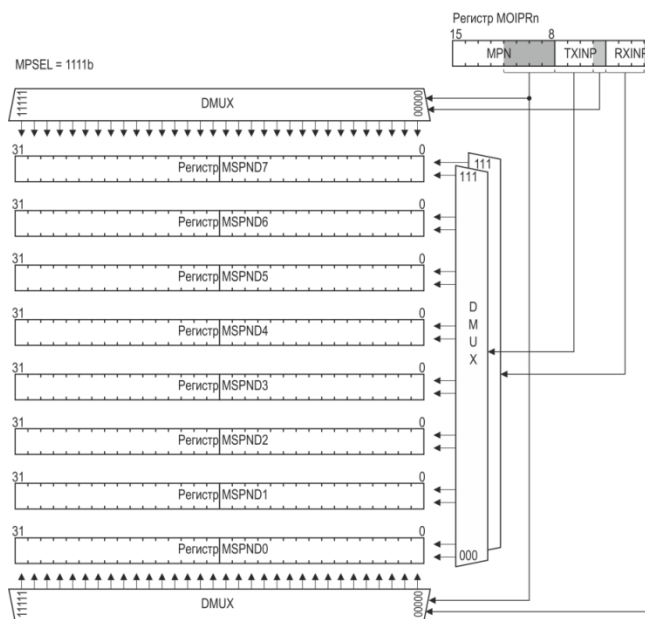 Регистр MOIPRn
15 8
MPN TXINP RXINP
MPSEL = 1111b
11111 DMUX 00000
31 0
Регистр MSPND7
111
111
31 0
Регистр MSPND6
31 0
Регистр MSPND5
31 0
Регистр MSPND4
DMUX
31 0
Регистр MSPND3
31 0
Регистр MSPND2
31 0
Регистр MSPND1
31 0
Регистр MSPND0
000
11111 DMUX 00000